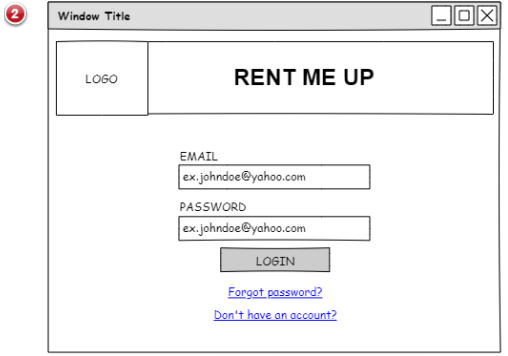 2
Window Title
LOGO
RENT ME UP
EMAIL
ex.johndoe@yahoo.com
PASSWORD
ex.johndoe@yahoo.com
LOGIN
Forgot password?
Don't have an account?